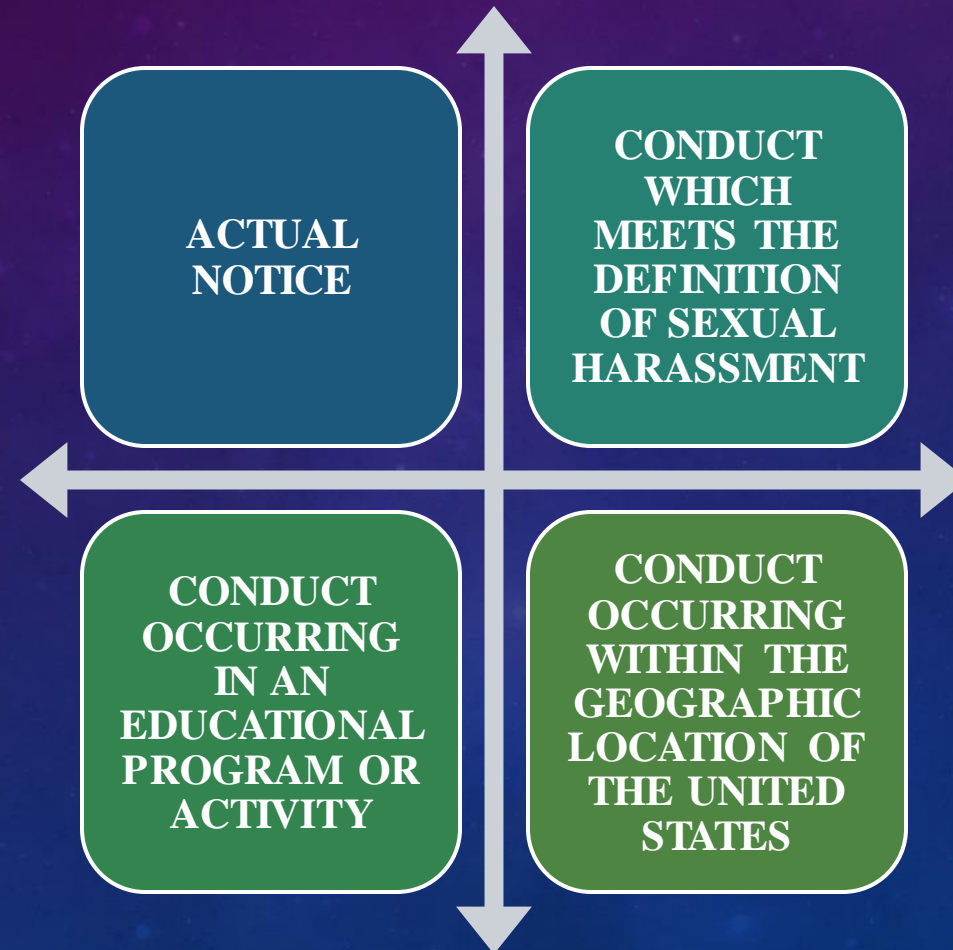 ACTUAL
NOTICE
CONDUCT
WHICH
MEETS THE
DEFINITION
OF SEXUAL
HARASSMENT
CONDUCT
OCCURRING
IN AN
EDUCATIONAL
PROGRAM OR
ACTIVITY
CONDUCT
OCCURRING
WITHIN THE
GEOGRAPHIC
LOCATION OF
THE UNITED
STATES